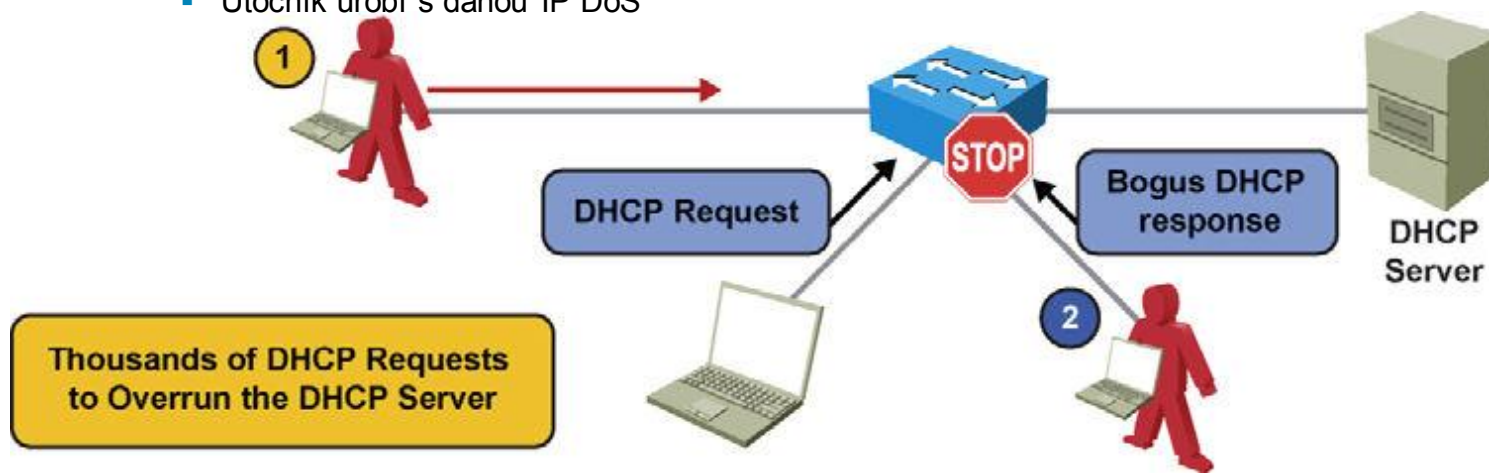 Útočník urobí s danou IP DoS
1
STOP
DHCP Request
Bogus DHCP
response
DHCP
Server
2
Thousands of DHCP Requests
to Overrun the DHCP Server